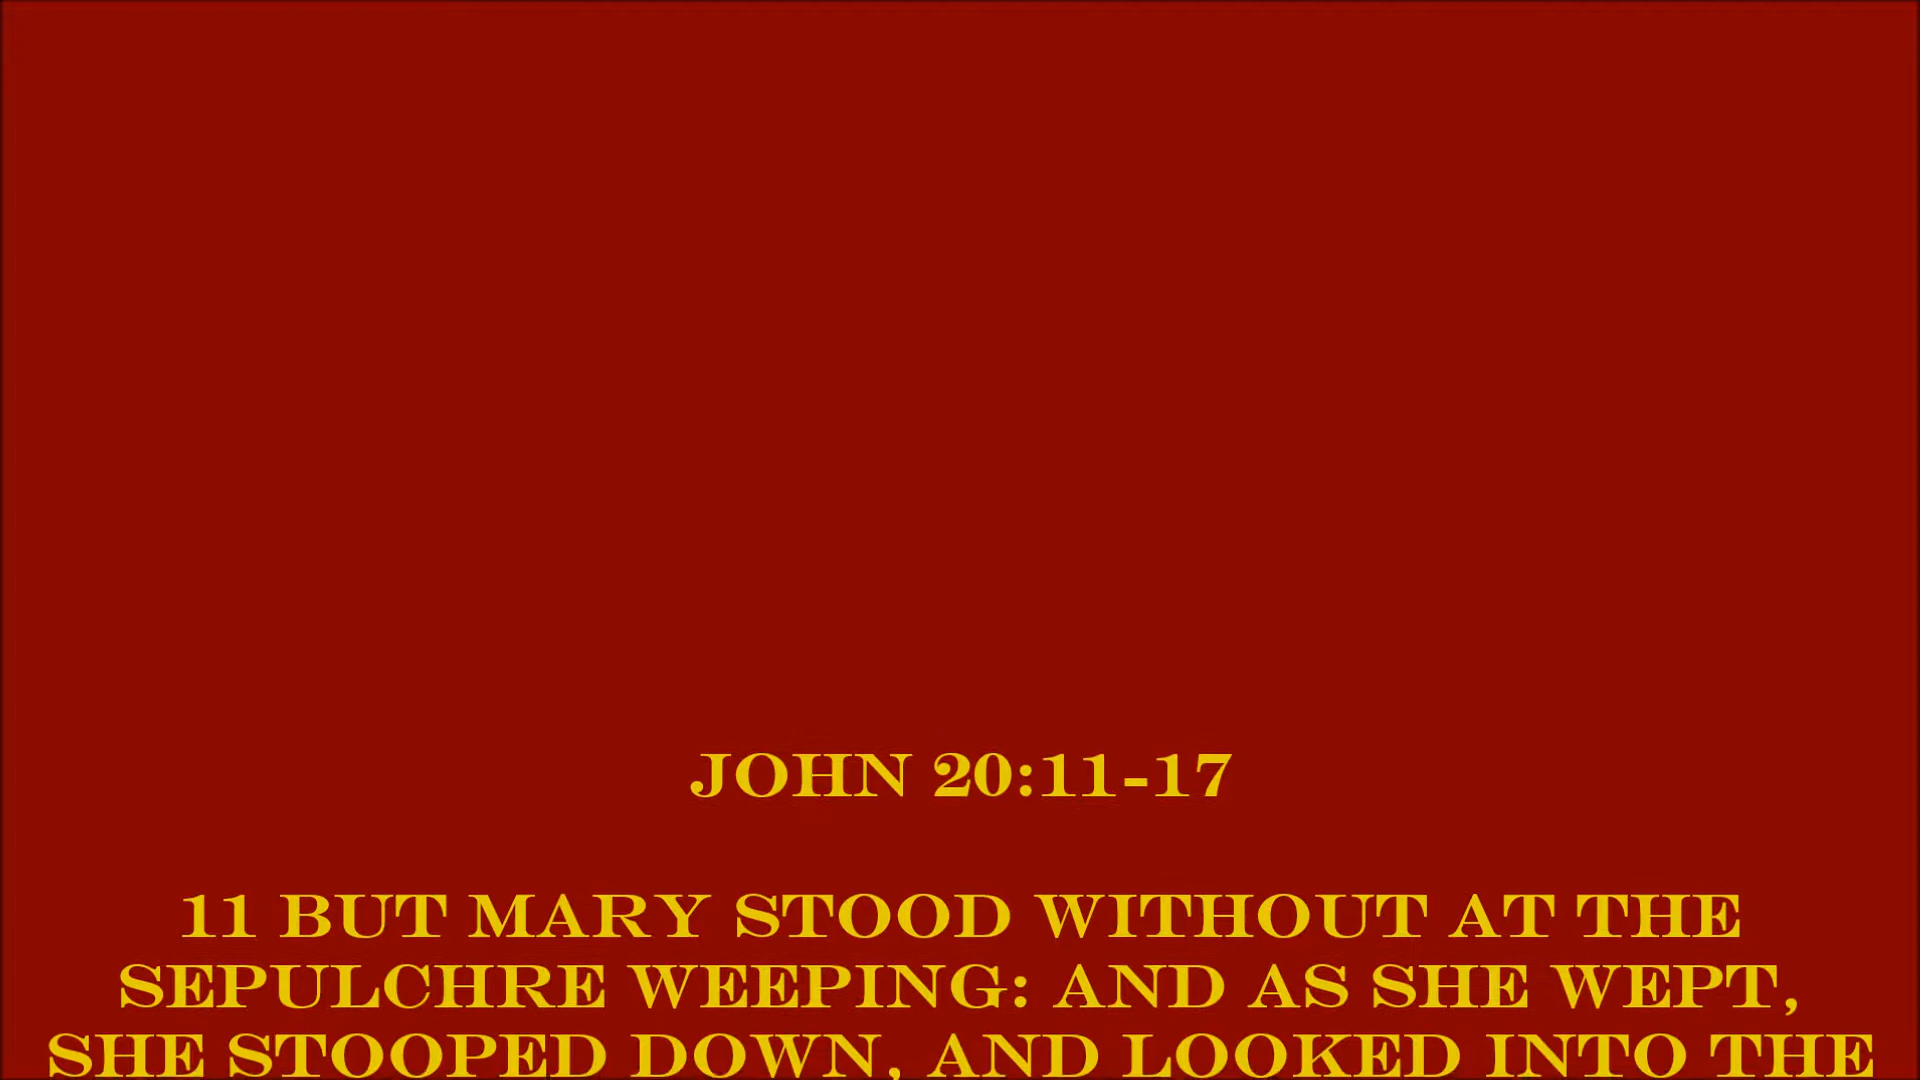 JOHN 20:11-17
11 BUT MARY STOOD WITHOUT AT THE
SEPULCHRE WEEPING: AND AS SHE WEPT,
SHE STOOPED DOWN, AND LOOKED INTO THE